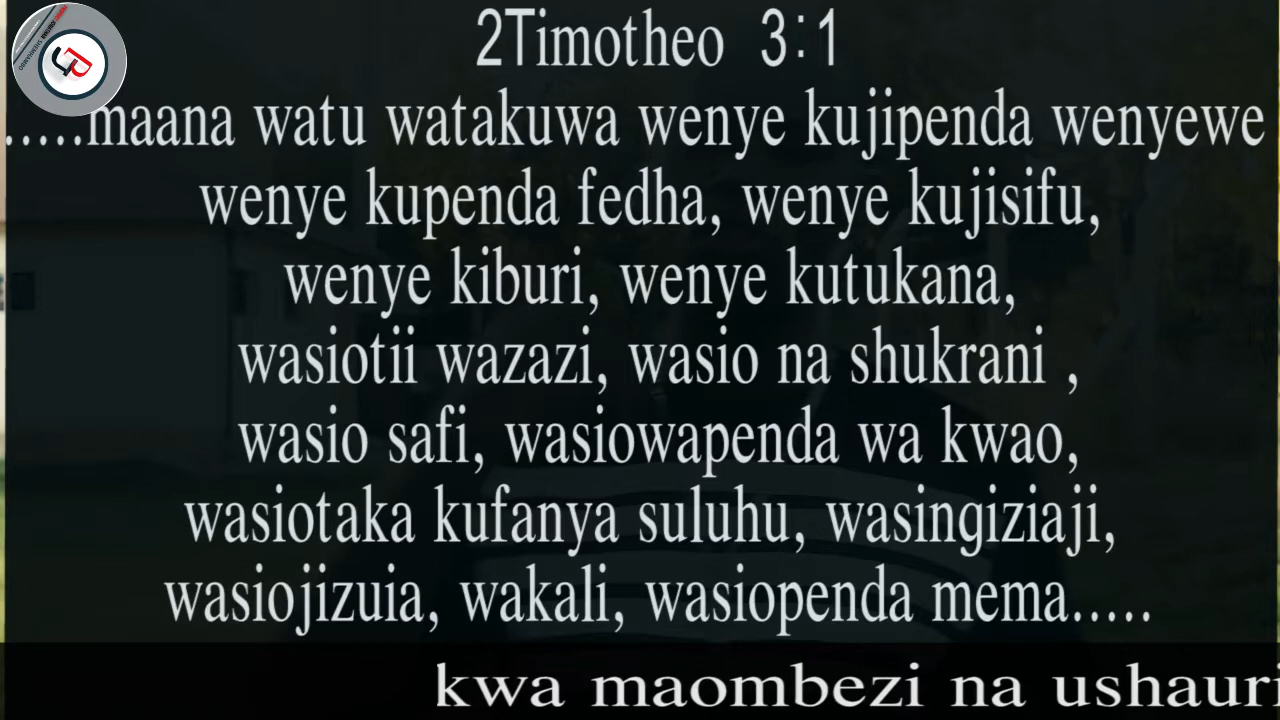 2Timotheo 3:1
.....maana watu watakuwa wenye kujipenda wenyewe
wenye kupenda fedha, wenye kujisifu,
wenye kiburi, wenye kutukana,
wasiotii wazazi, wasio na shukrani ,
wasio safi, wasiowapenda wa kwao,
wasiotaka kufanya suluhu, wasingiziaji,
wasiojizuia, wakali, wasiopenda mema.....
kwa maombezi na ushauri